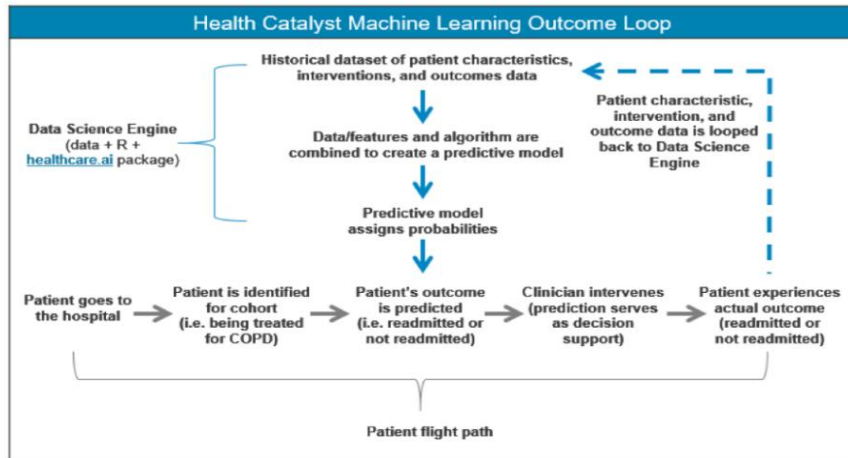 Health Catalyst Machine Learning Outcome Loop
Historical dataset of patient characteristics,
interventions, and outcomes data
Patient characteristic,
intervention, and
outcome data is looped
back to Data Science
Engine
Data Science Engine
(data + R +
healthcare.ai package)
Data/features and algorithm are
combined to create a predictive model
Predictive model
assigns probabilities
Patient goes to
the hospital
Patient is identified
for cohort
(i.e. being treated
for COPD)
Patient's outcome
is predicted
(i.e. readmitted or
not readmitted)
Clinician intervenes
(prediction serves
as decision
support)
Patient experiences
actual outcome
(readmitted or
not readmitted)
Patient flight path